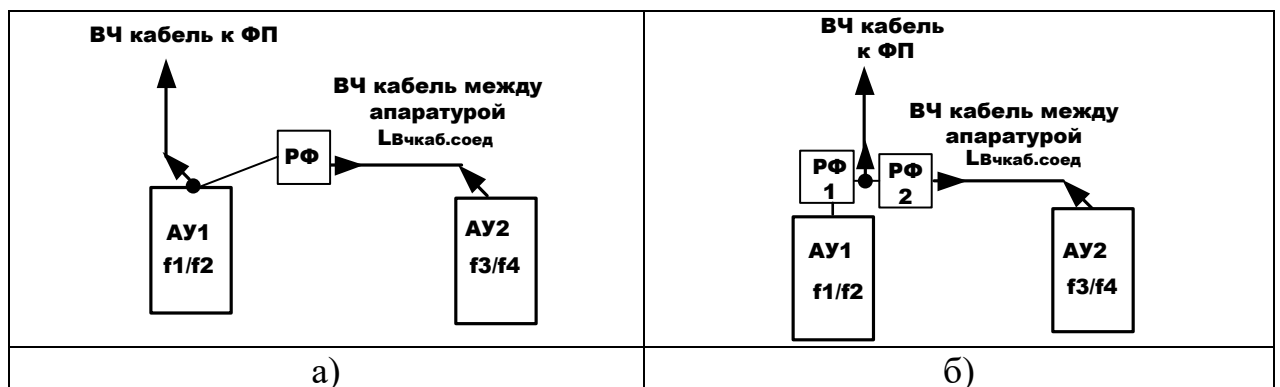 ВЧ кабель к ФП
ВЧ кабель между
апаратурой
LВчкаб.соед
РФ
АУ1
f1/f2
АУ2
f3/f4
а)
ВЧ кабель
к ФП
ВЧ кабель между
апаратурой
LВчкаб.соед
РФ
1
РФ
2
АУ1
f1/f2
АУ2
f3/f4
б)